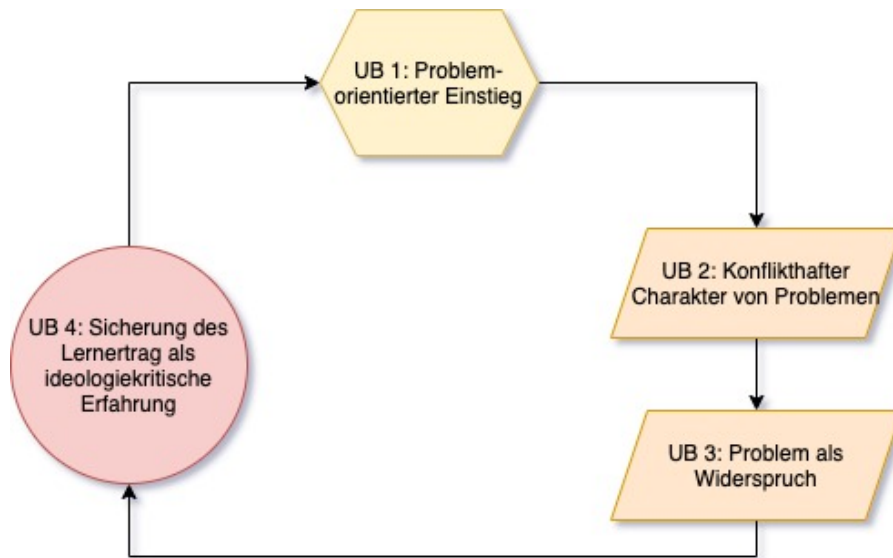 UB 1: Problem-
orientierter Einstieg
UB 2: Konflikthafter
Charakter von Problemen
UB 3: Problem als
Widerspruch
UB 4: Sicherung des
Lernertrag als
ideologiekritische
Erfahrung